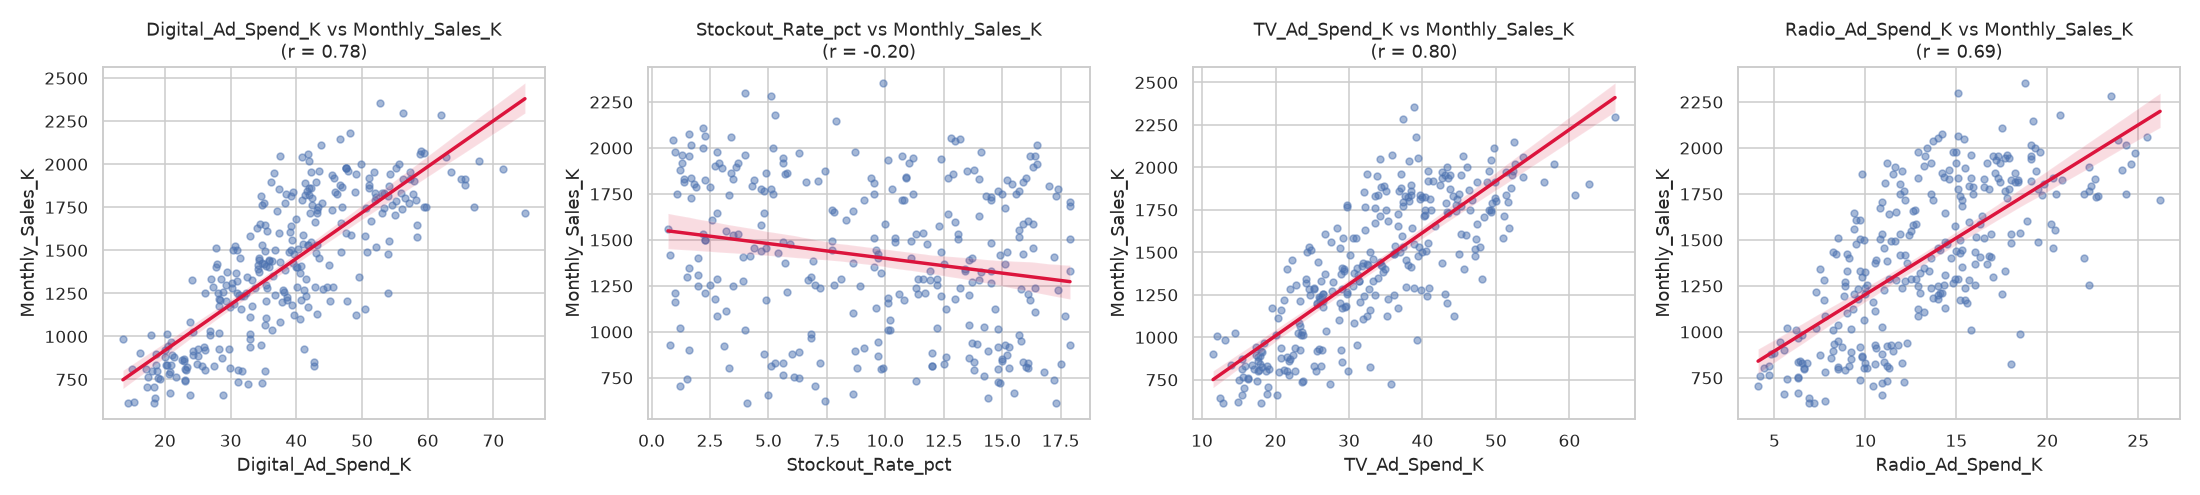 Digital_Ad_Spend_K vs Monthly_Sales_K
(r = 0.78)
2500
2250
2000
1750
1500
1250
1000
750
Monthly_Sales_K
20 30 40 50 60 70
Digital_Ad_Spend_K
Stockout_Rate_pct vs Monthly_Sales_K
(r = -0.20)
2250
2000
1750
1500
1250
1000
750
Monthly_Sales_K
0.0 2.5 5.0 7.5 10.0 12.5 15.0 17.5
Stockout_Rate_pct
TV_Ad_Spend_K vs Monthly_Sales_K
(r = 0.80)
2500
2250
2000
1750
1500
1250
1000
750
Monthly_Sales_K
10 20 30 40 50 60
TV_Ad_Spend_K
Radio_Ad_Spend_K vs Monthly_Sales_K
(r = 0.69)
2250
2000
1750
1500
1250
1000
750
Monthly_Sales_K
5 10 15 20 25
Radio_Ad_Spend_K